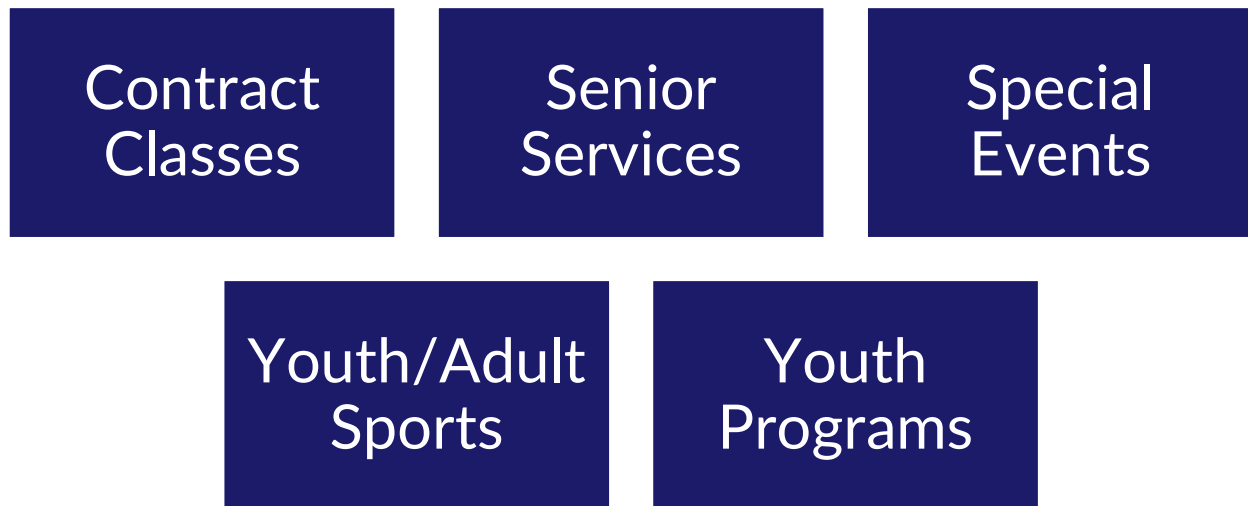 Contract
Classes
Senior
Services
Special
Events
Youth/Adult
Sports
Youth
Programs